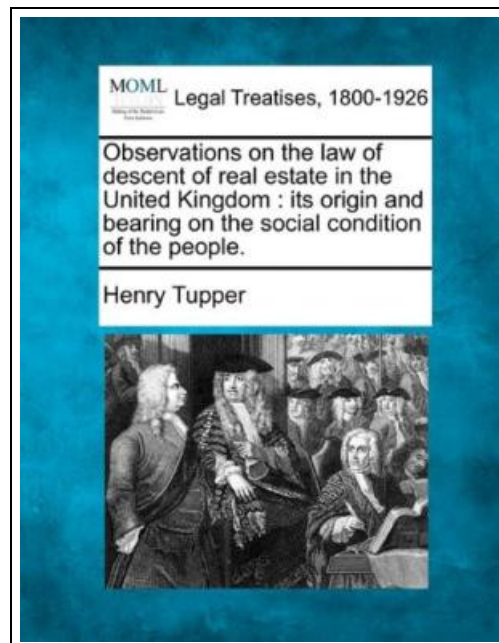 MOML
Legal Treatises, 1800-1926
Observations on the law of
descent of real estate in the
United Kingdom : its origin and
bearing on the social condition
of the people.
Henry Tupper